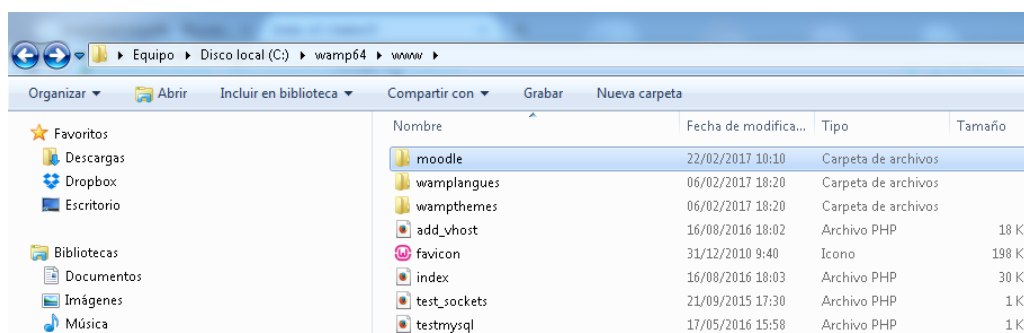 Equipo Disco local (C:) wamp64 www
Organizar Abrir Incluir en biblioteca Compartir con Grabar Nueva carpeta
Favoritos
Descargas
Dropbox
Escritorio
Bibliotecas
Documentos
Imágenes
Música
Nombre Fecha de modifica... Tipo Tamaño
moodle 22/02/2017 10:10 Carpeta de archivos
wamplangues 06/02/2017 18:20 Carpeta de archivos
wampthemes 06/02/2017 18:20 Carpeta de archivos
add_vhost 16/08/2016 18:02 Archivo PHP 18 K
favicon 31/12/2010 9:40 Icono 198 K
index 16/08/2016 18:03 Archivo PHP 30 K
test_sockets 21/09/2015 17:30 Archivo PHP 1 K
testmysql 17/05/2016 15:58 Archivo PHP 1 K